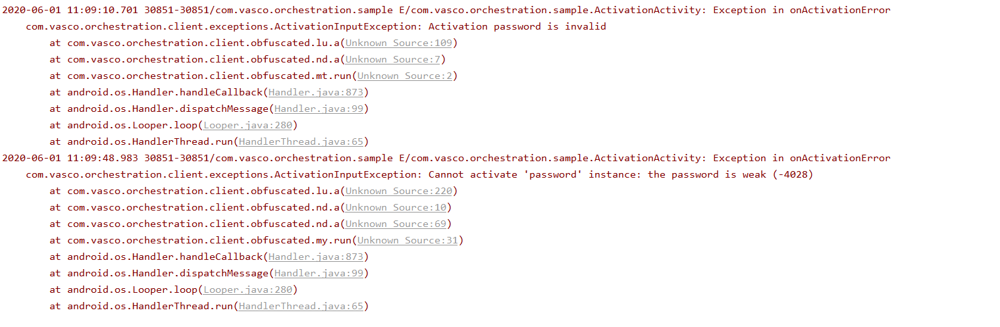 2020-06-01 11:09:10.701 30851-30851/com.vasco.orchestration.sample E/com.vasco.orchestration.sample.ActivationActivity: Exception in onActivationError
com.vasco.orchestration.client.exceptions.ActivationInputException: Activation password is invalid
at com.vasco.orchestration.client.obfuscated.lu.a(Unknown Source:109)
at com.vasco.orchestration.client.obfuscated.nd.a(Unknown Source:7)
at com.vasco.orchestration.client.obfuscated.mt.run(Unknown Source:2)
at android.os.Handler.handleCallback(Handler.java:873)
at android.os.Handler.dispatchMessage(Handler.java:99)
at android.os.Looper.loop(Looper.java:280)
at android.os.HandlerThread.run(HandlerThread.java:65)
2020-06-01 11:09:48.983 30851-30851/com.vasco.orchestration.sample E/com.vasco.orchestration.sample.ActivationActivity: Exception in onActivationError
com.vasco.orchestration.client.exceptions.ActivationInputException: Cannot activate 'password' instance: the password is weak (-4028)
at com.vasco.orchestration.client.obfuscated.lu.a(Unknown Source:220)
at com.vasco.orchestration.client.obfuscated.nd.a(Unknown Source:10)
at com.vasco.orchestration.client.obfuscated.nd.a(Unknown Source:69)
at com.vasco.orchestration.client.obfuscated.my.run(Unknown Source:31)
at android.os.Handler.handleCallback(Handler.java:873)
at android.os.Handler.dispatchMessage(Handler.java:99)
at android.os.Looper.loop(Looper.java:280)
at android.os.HandlerThread.run(HandlerThread.java:65)